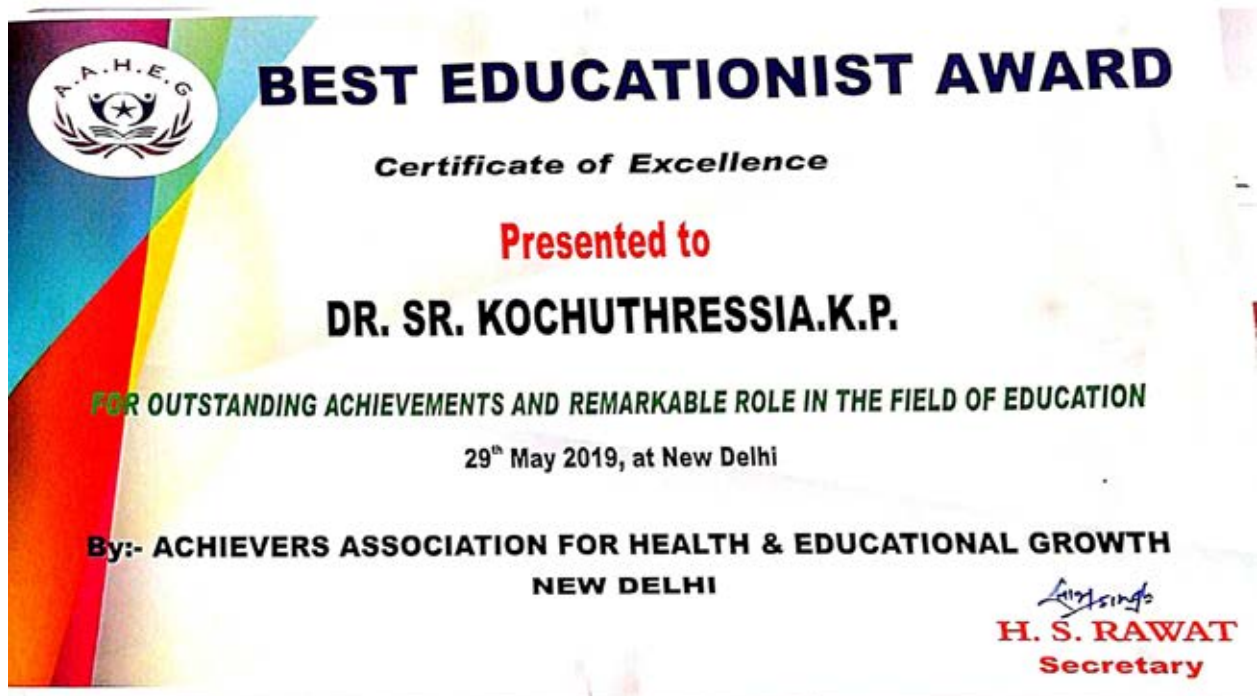 A.A.H.E.G
BEST EDUCATIONIST AWARD
Certificate of Excellence
Presented to
DR. SR. KOCHUTHRESSIA.K.P.
FOR OUTSTANDING ACHIEVEMENTS AND REMARKABLE ROLE IN THE FIELD OF EDUCATION
29th May 2019, at New Delhi
By:- ACHIEVERS ASSOCIATION FOR HEALTH & EDUCATIONAL GROWTH
NEW DELHI
H. S. RAWAT
Secretary